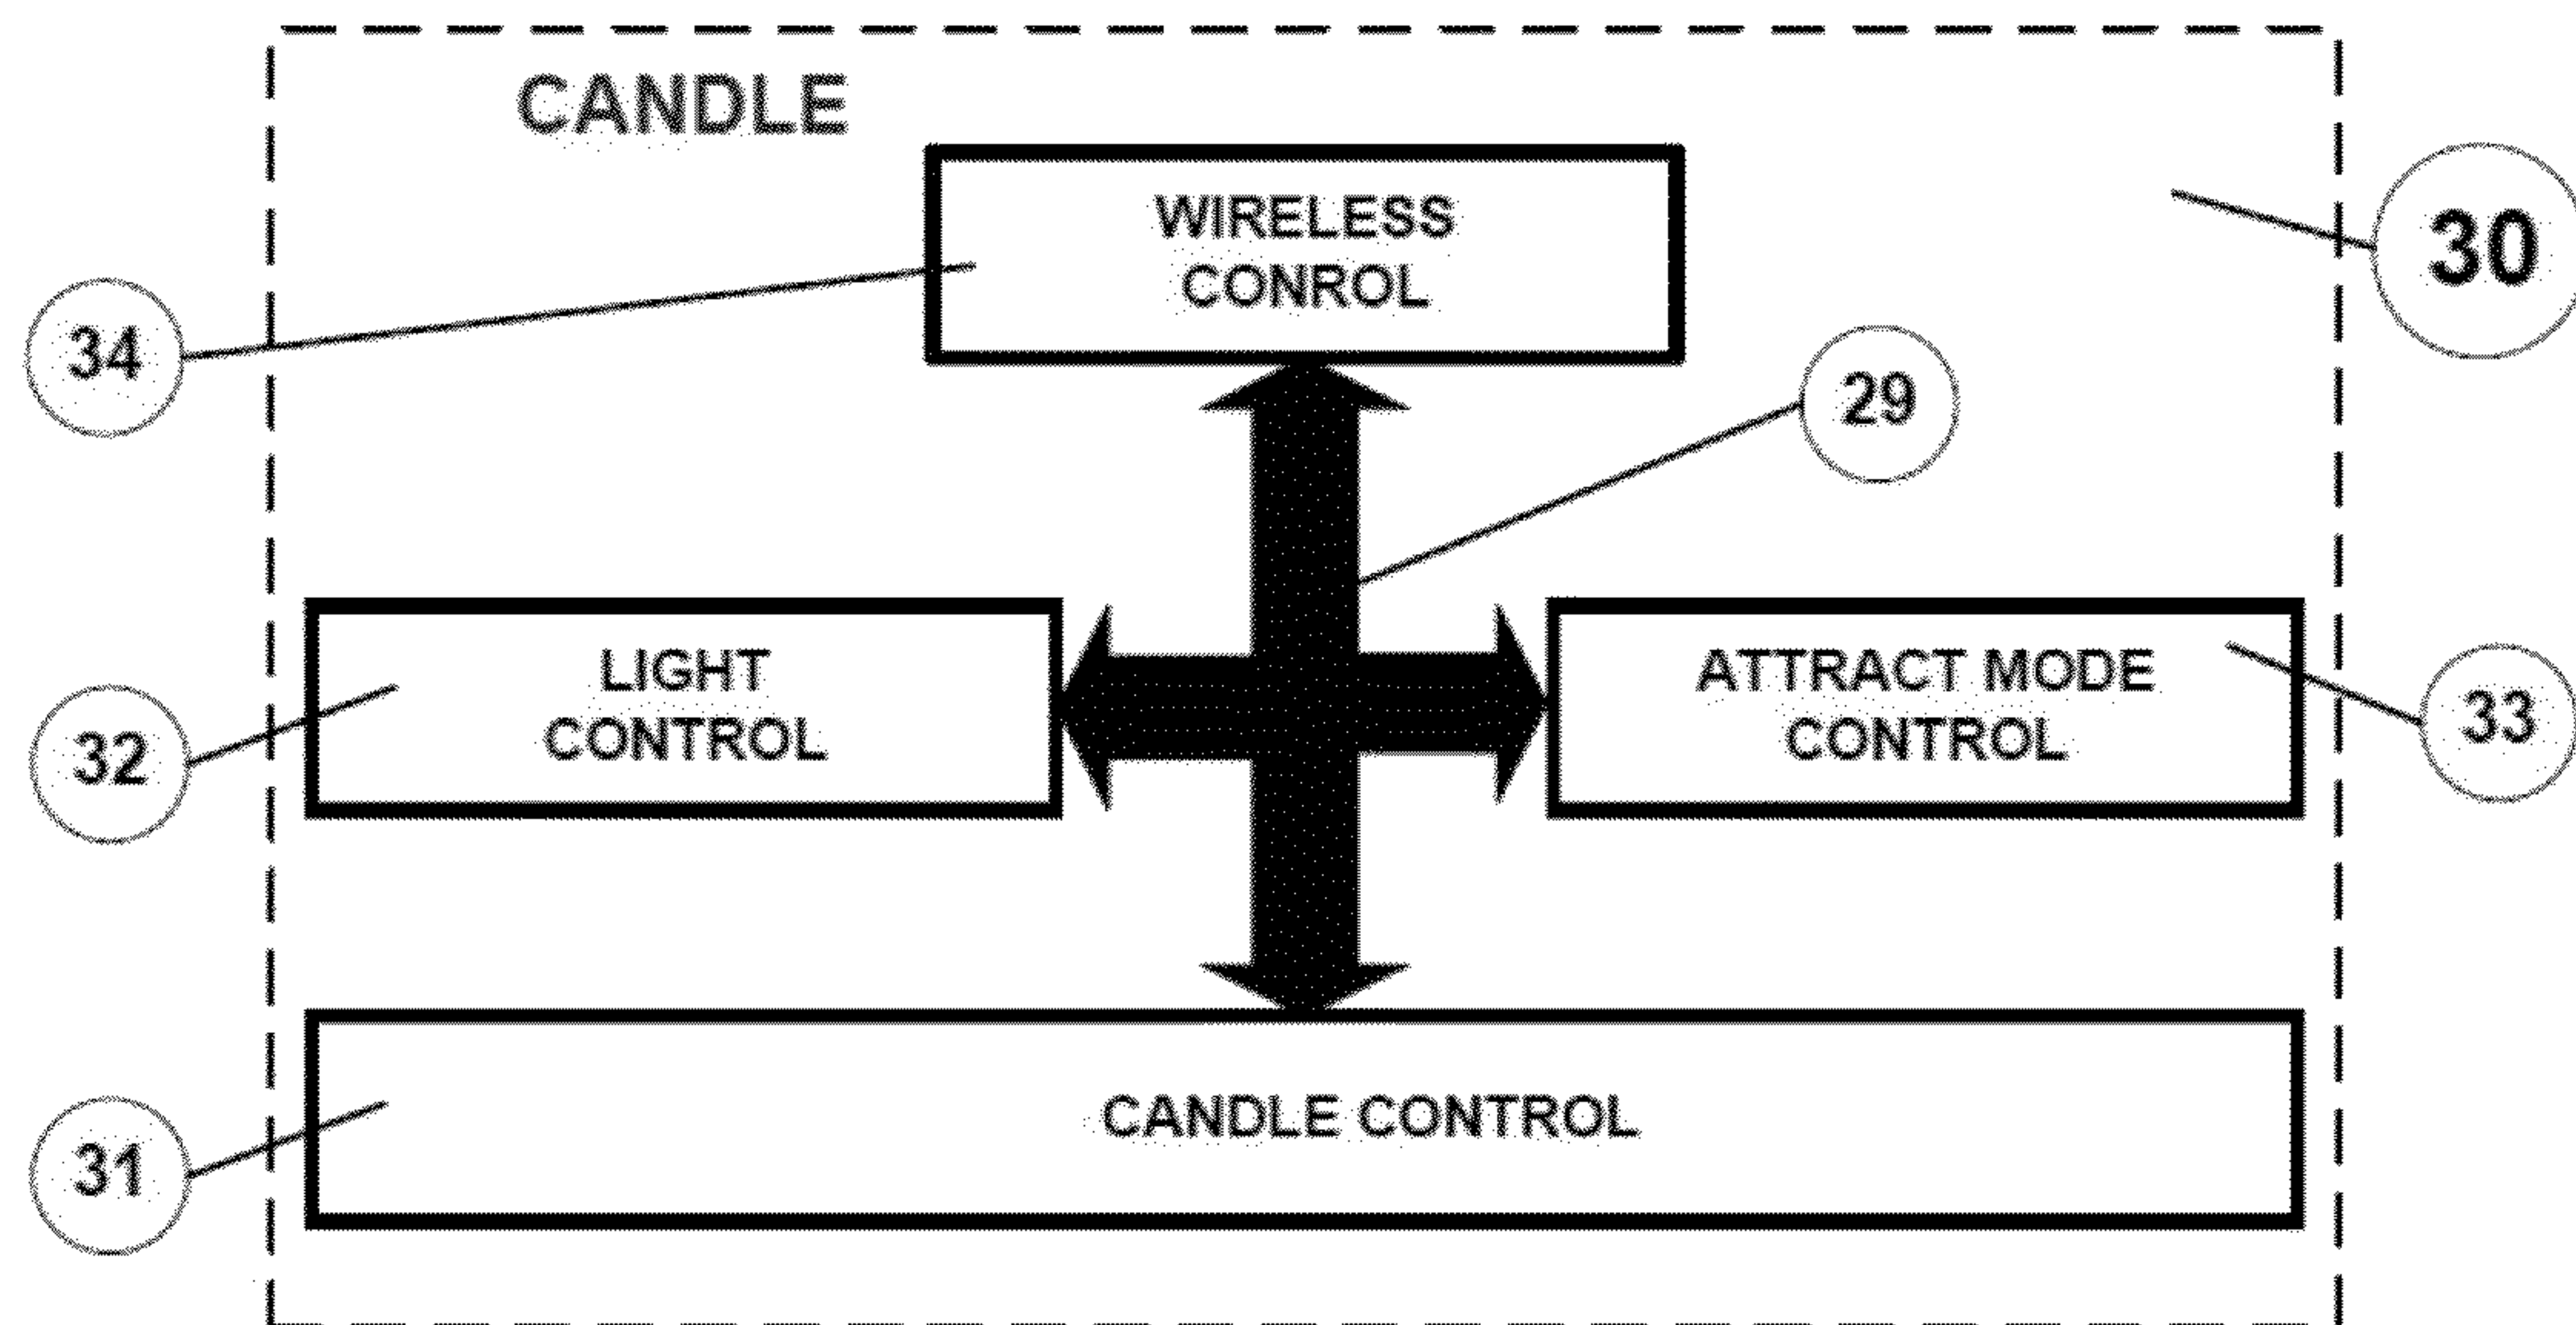 CANDLE
WIRELESS
CONROL
30
34
29
LIGHT
CONTROL
ATTRACT MODE
CONTROL
32
33
CANDLE CONTROL
31